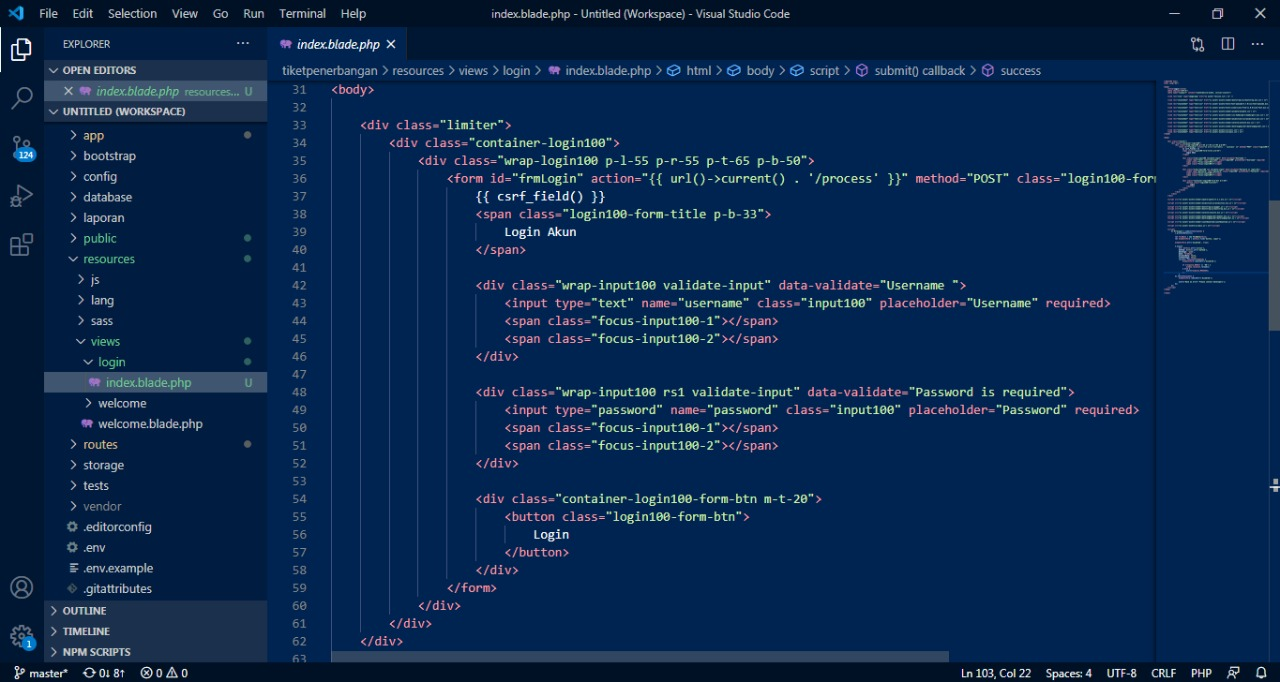 File Edit Selection View Go Run Terminal Help index.blade.php - Untitled (Workspace) - Visual Studio Code
EXPLORER
OPEN EDITORS
index.blade.php resources... U
UNTITLED (WORKSPACE)
app
bootstrap
config
database
laporan
public
resources
js
lang
sass
views
login
index.blade.php U
welcome
welcome.blade.php
routes
storage
tests
vendor
.editorconfig
.env
.env.example
.gitattributes
OUTLINE
TIMELINE
NPM SCRIPTS
124
1
index.blade.php
tiketpenerbangan > resources > views > login > index.blade.php > html > body > script > submit() callback > success
31 <body>
32
33 <div class="limiter">
34 <div class="container-login100">
35 <div class="wrap-login100 p-l-55 p-r-55 p-t-65 p-b-50">
36 <form id="frmLogin" action="{{ url()->current() . '/process' }}" method="POST" class="login100-for
37 {{ csrf_field() }}
38 <span class="login100-form-title p-b-33">
39 Login Akun
40 </span>
41
42 <div class="wrap-input100 validate-input" data-validate="Username ">
43 <input type="text" name="username" class="input100" placeholder="Username" required>
44 <span class="focus-input100-1"></span>
45 <span class="focus-input100-2"></span>
46 </div>
47
48 <div class="wrap-input100 rs1 validate-input" data-validate="Password is required">
49 <input type="password" name="password" class="input100" placeholder="Password" required>
50 <span class="focus-input100-1"></span>
51 <span class="focus-input100-2"></span>
52 </div>
53
54 <div class="container-login100-form-btn m-t-20">
55 <button class="login100-form-btn">
56 Login
57 </button>
58 </div>
59 </form>
60 </div>
61 </div>
62 </div>
63
master* 0↓ 8↑ 0 0 Ln 103, Col 22 Spaces: 4 UTF-8 CRLF PHP